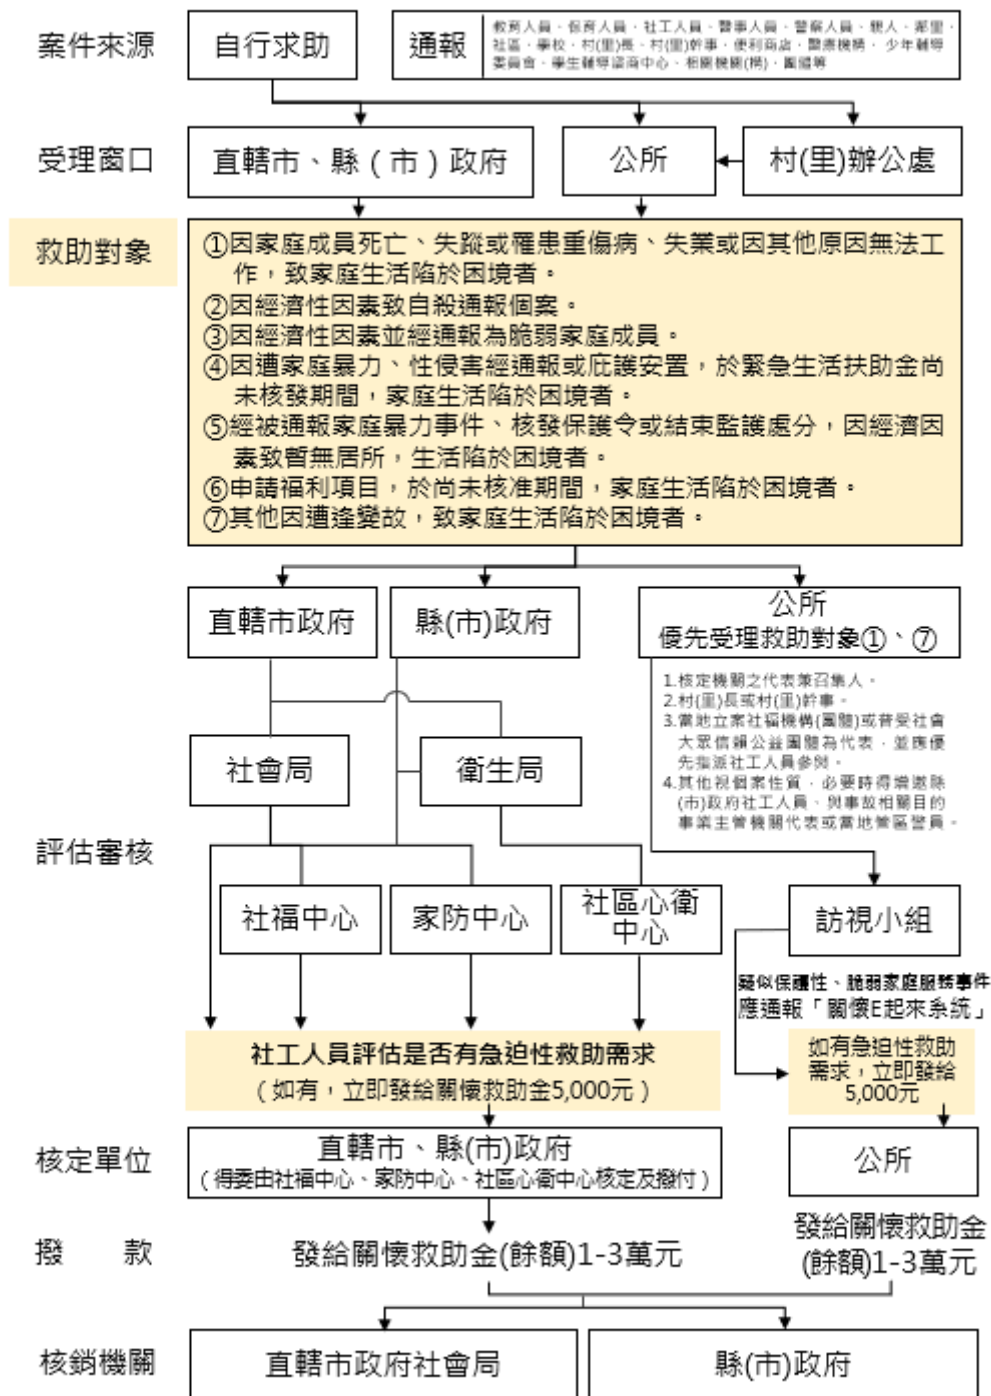 案件來源
自行求助
通報
教育人員、保育人員、社工人員、醫事人員、警察人員、親人、鄰里、
社區、學校、村(里)長、村(里)幹事、便利商店、醫療機構、少年輔導
委員會、學生輔導諮商中心、相關機關(構)、團體等
受理窗口
直轄市、縣（市）政府
公所
村(里)辦公處
救助對象
①因家庭成員死亡、失蹤或罹患重傷病、失業或因其他原因無法工
作，致家庭生活陷於困境者。
②因經濟性因素致自殺通報個案。
③因經濟性因素並經通報為脆弱家庭成員。
④因遭家庭暴力、性侵害經通報或庇護安置，於緊急生活扶助金尚
未核發期間，家庭生活陷於困境者。
⑤經被通報家庭暴力事件、核發保護令或結束監護處分，因經濟因
素致暫無居所，生活陷於困境者。
⑥申請福利項目，於尚未核准期間，家庭生活陷於困境者。
⑦其他因遭逢變故，致家庭生活陷於困境者。
直轄市政府
縣(市)政府
公所
優先受理救助對象①、⑦
1.核定機關之代表兼召集人。
2.村(里)長或村(里)幹事。
3.當地立案社福機構(團體)或普受社會
大眾信賴公益團體為代表，並應優
先指派社工人員參與。
4.其他視個案性質，必要時得增邀縣
(市)政府社工人員、與事故相關目的
事業主管機關代表或當地管區警員。
社會局
衛生局
評估審核
社福中心
家防中心
社區心衛
中心
訪視小組
疑似保護性、脆弱家庭服務事件
應通報「關懷E起來系統」
社工人員評估是否有急迫性救助需求
（如有，立即發給關懷救助金5,000元）
如有急迫性救助
需求，立即發給
5,000元
核定單位
直轄市、縣(市)政府
（得委由社福中心、家防中心、社區心衛中心核定及撥付）
公所
撥　　款
發給關懷救助金(餘額)1-3萬元
發給關懷救助金
(餘額)1-3萬元
核銷機關
直轄市政府社會局
縣(市)政府